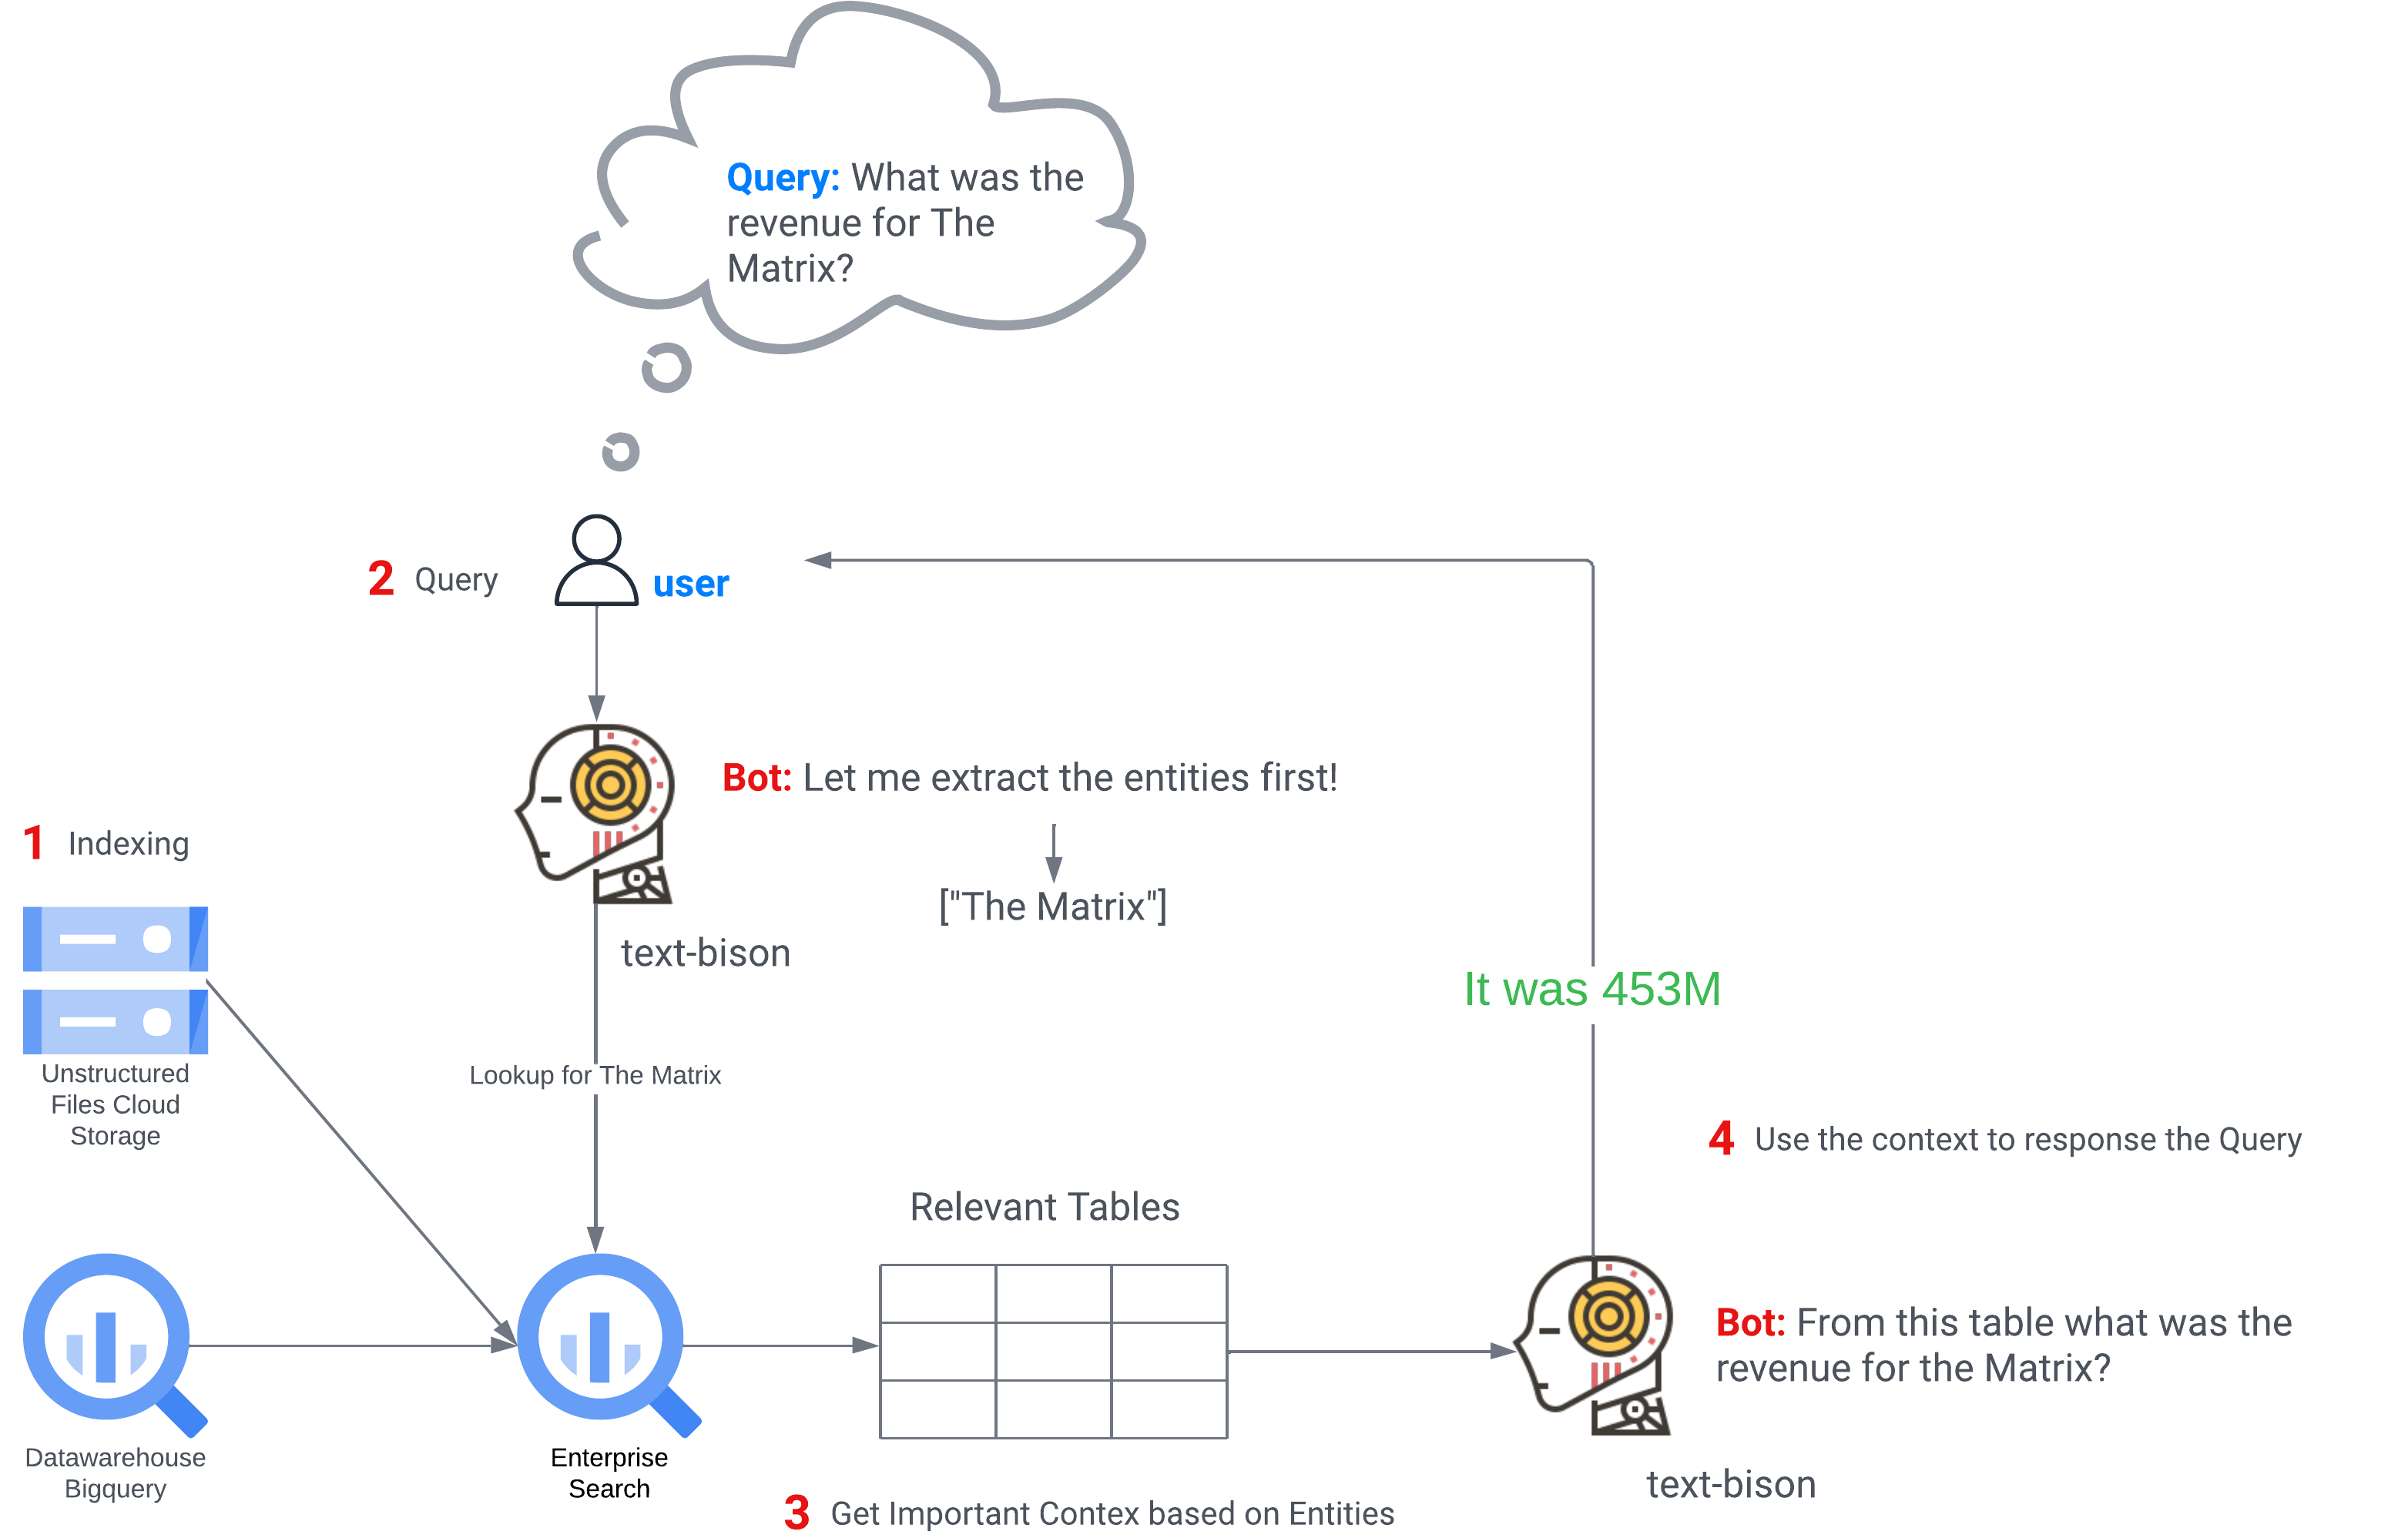 Query: What was the
revenue for The
Matrix?
2 Query
user
Bot: Let me extract the entities first!
["The Matrix"]
text-bison
1 Indexing
Unstructured
Files Cloud
Storage
Lookup for The Matrix
It was 453M
4 Use the context to response the Query
Relevant Tables
Bot: From this table what was the
revenue for the Matrix?
text-bison
Datawarehouse
Bigquery
Enterprise
Search
3 Get Important Contex based on Entities